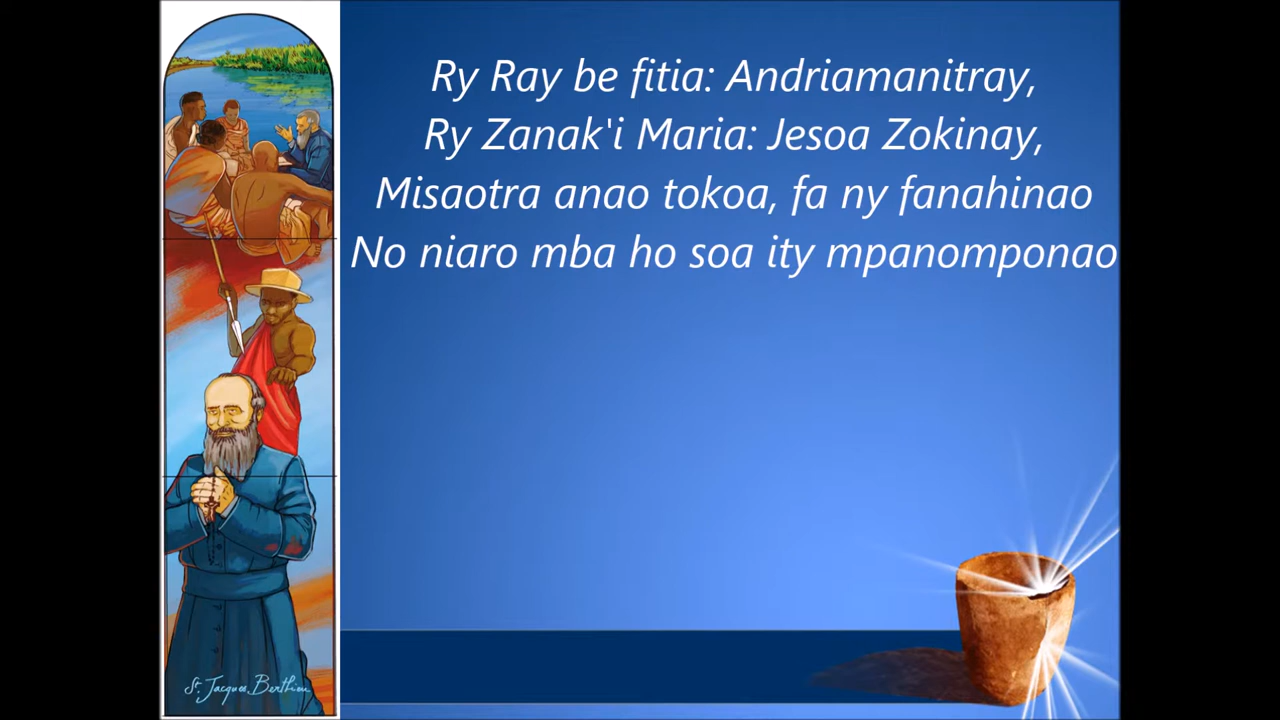 Ry Ray be fitia: Andriamanitray,
Ry Zanak'i Maria: Jesoa Zokinay,
Misaotra anao tokoa, fa ny fanahinao
No niaro mba ho soa ity mpanomponao
St Jacques Berthieu